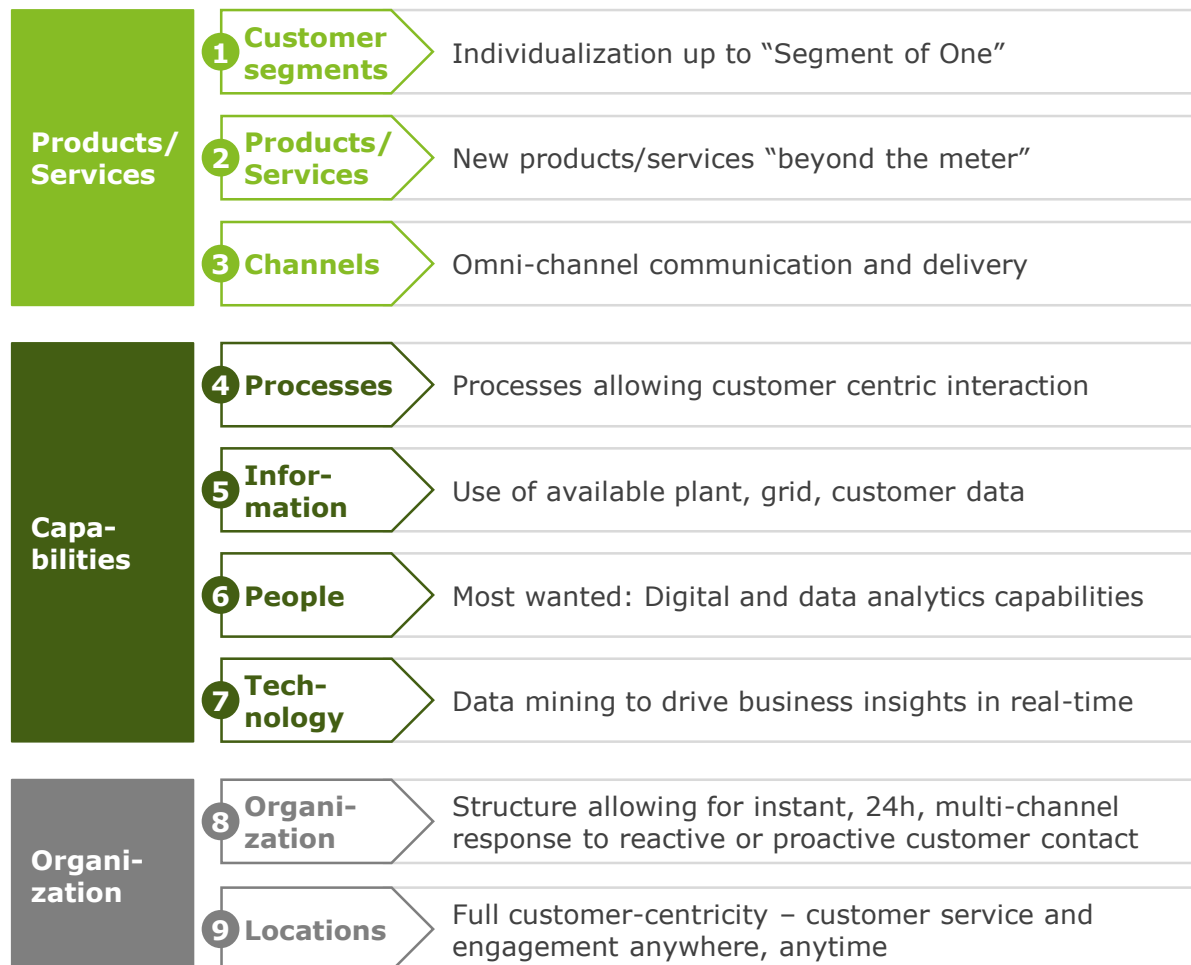 Products/
Services
1
Customer
segments
Individualization up to “Segment of One”
2
Products/
Services
New products/services “beyond the meter”
3
Channels
Omni-channel communication and delivery
Capa-
bilities
4
Processes
Processes allowing customer centric interaction
5
Infor-
mation
Use of available plant, grid, customer data
6
People
Most wanted: Digital and data analytics capabilities
7
Tech-
nology
Data mining to drive business insights in real-time
Organi-
zation
8
Organi-
zation
Structure allowing for instant, 24h, multi-channel
response to reactive or proactive customer contact
9
Locations
Full customer-centricity – customer service and
engagement anywhere, anytime